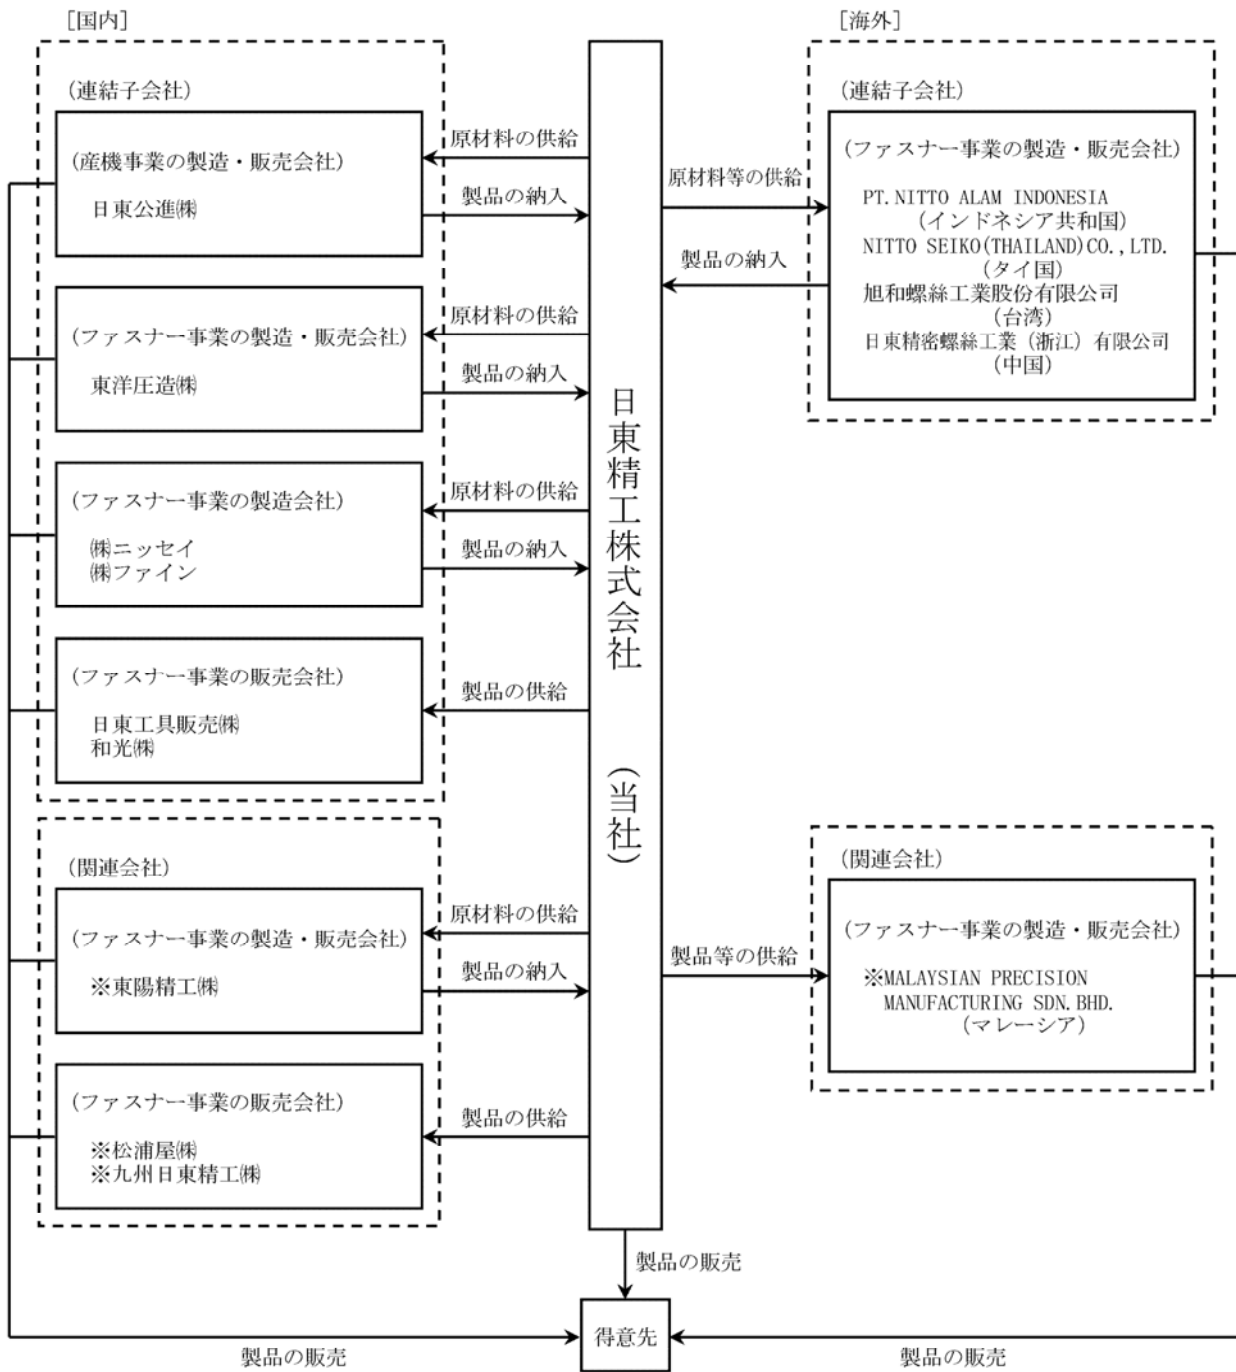 [国内]
(連結子会社)
(産機事業の製造・販売会社)
日東公進㈱
原材料の供給
製品の納入
(ファスナー事業の製造・販売会社)
東洋圧造㈱
原材料の供給
製品の納入
(ファスナー事業の製造会社)
㈱ニッセイ
㈱ファイン
原材料の供給
製品の納入
(ファスナー事業の販売会社)
日東工具販売㈱
和光㈱
製品の供給
(関連会社)
(ファスナー事業の製造・販売会社)
※東陽精工㈱
原材料の供給
製品の納入
(ファスナー事業の販売会社)
※松浦屋㈱
※九州日東精工㈱
製品の供給
日東精工株式会社(当社)
[海外]
(連結子会社)
(ファスナー事業の製造・販売会社)
PT.NITTO ALAM INDONESIA
(インドネシア共和国)
NITTO SEIKO(THAILAND)CO.,LTD.
(タイ国)
旭和螺絲工業股份有限公司
(台湾)
日東精密螺絲工業（浙江）有限公司
(中国)
原材料等の供給
製品の納入
(関連会社)
(ファスナー事業の製造・販売会社)
※MALAYSIAN PRECISION
MANUFACTURING SDN.BHD.
(マレーシア)
製品等の供給
製品の販売
得意先
製品の販売
製品の販売